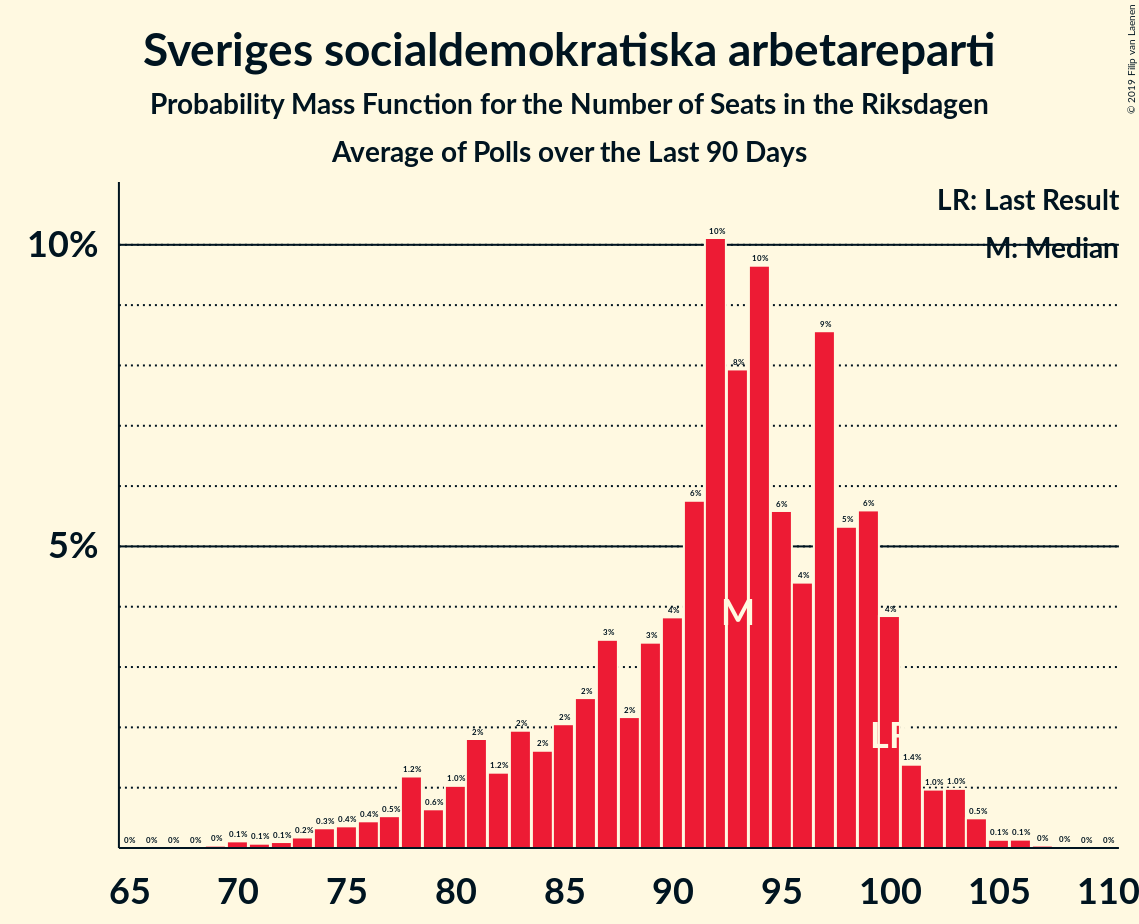 Sveriges socialdemokratiska arbetareparti
Probability Mass Function for the Number of Seats in the Riksdagen
Average of Polls over the Last 90 Days
© 2019 Filip van Laenen
LR: Last Result
M: Median
10%
5%
0% 0% 0% 0% 0% 0.1% 0.1% 0.1% 0.2% 0.3% 0.4% 0.4% 0.5% 1.2% 0.6% 1.0% 2% 1.2% 2% 2% 2% 2% 3% 2% 3% 4% 6% 10% 8% 10% 6% 4% 9% 5% 6% 4% 1.4% 1.0% 1.0% 0.5% 0.1% 0.1% 0% 0% 0% 0%
M
LR
65 70 75 80 85 90 95 100 105 110